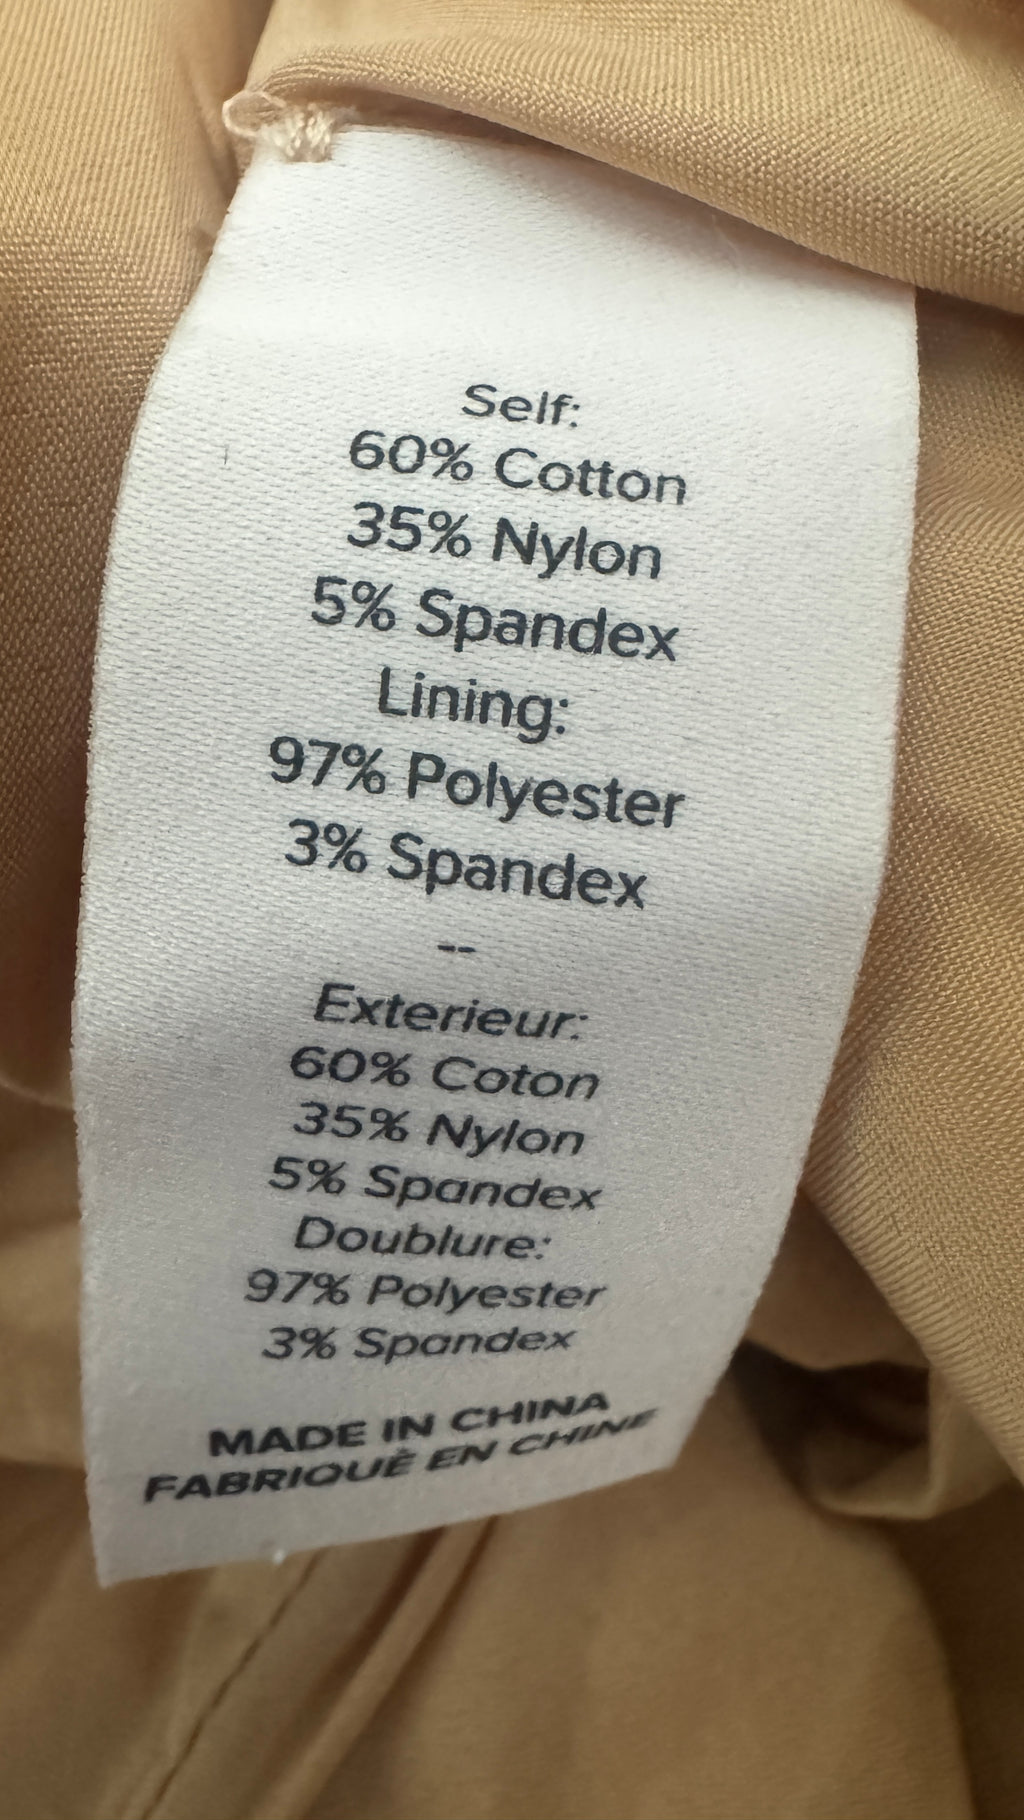 Self:
60% Cotton
35% Nylon
5% Spandex
Lining:
97% Polyester
3% Spandex
--
Exterieur:
60% Coton
35% Nylon
5% Spandex
Doublure:
97% Polyester
3% Spandex
MADE IN CHINA
FABRIQUÈ EN CHINE